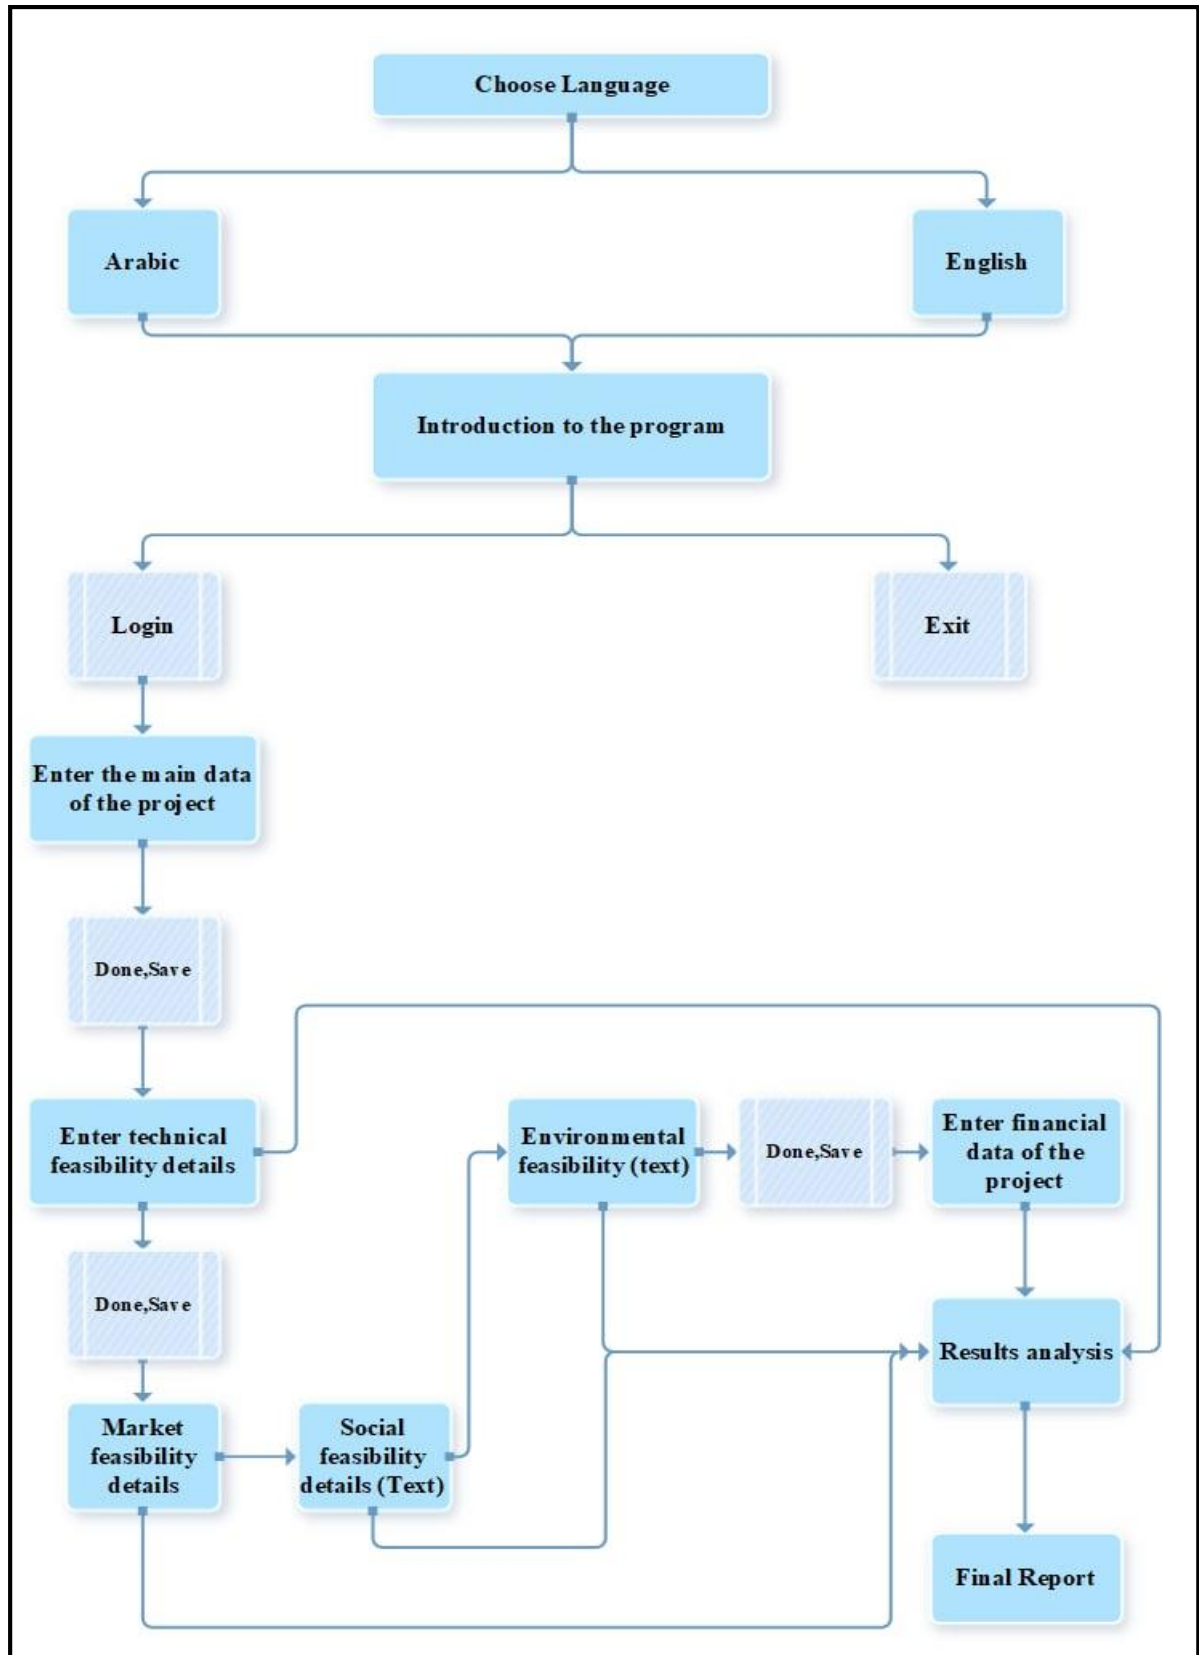 Choose Language
Arabic
English
Introduction to the program
Login
Exit
Enter the main data
of the project
Done,Save
Enter technical
feasibility details
Environmental
feasibility (text)
Done,Save
Enter financial
data of the
project
Done,Save
Results analysis
Market
feasibility
details
Social
feasibility
details (Text)
Final Report